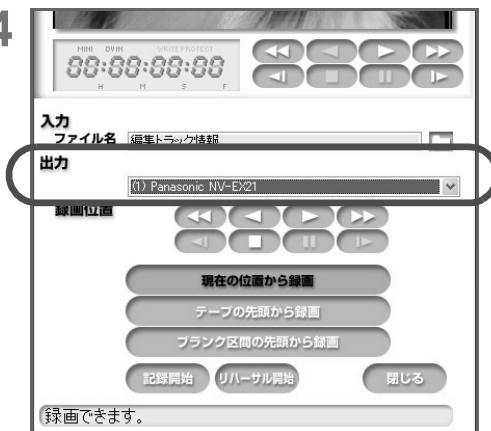 4
MINI DVIN WRITE PROTECT
88:88:88:88
H M S F
入力
ファイル名 編集トラック情報
出力
(1) Panasonic NV-EX21
録画位置
現在の位置から録画
テープの先頭から録画
ブランク区間の先頭から録画
記録開始 リハーサル開始 閉じる
録画できます。